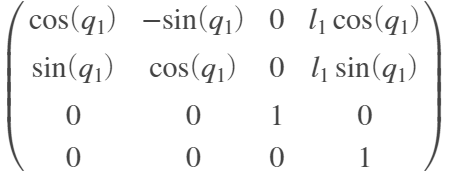 cos(q₁) −sin(q₁) 0 l₁ cos(q₁)
sin(q₁) cos(q₁) 0 l₁ sin(q₁)
0 0 1 0
0 0 0 1